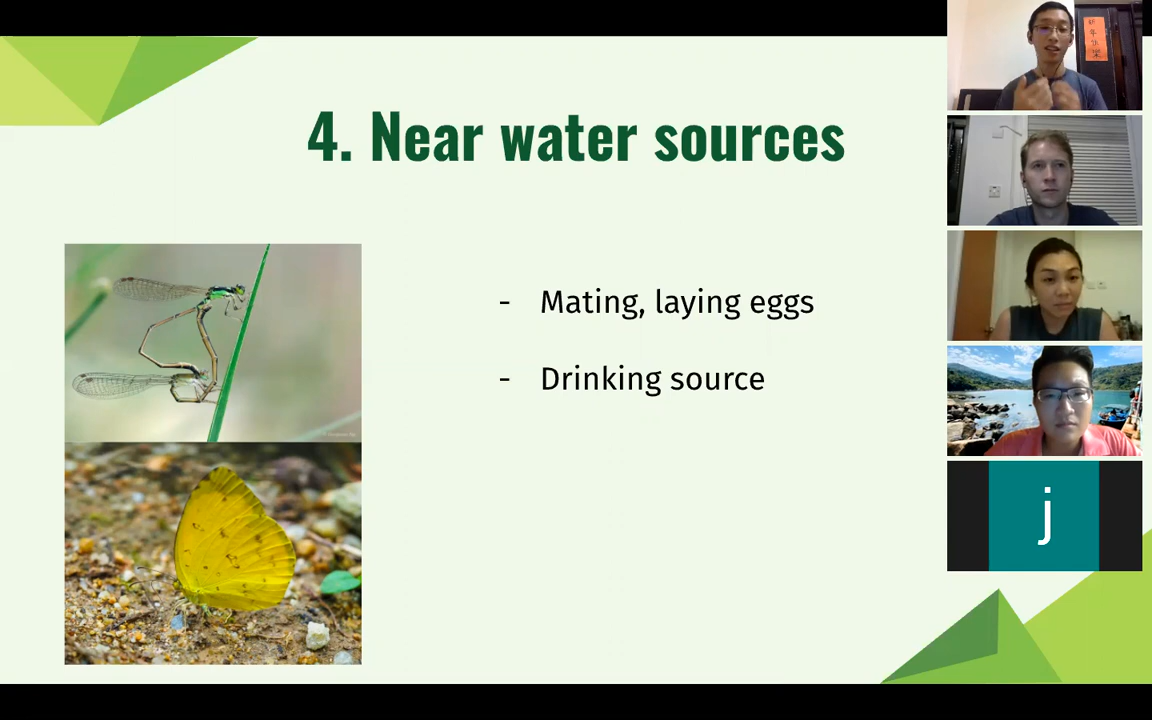 4. Near water sources
- Mating, laying eggs
- Drinking source
j